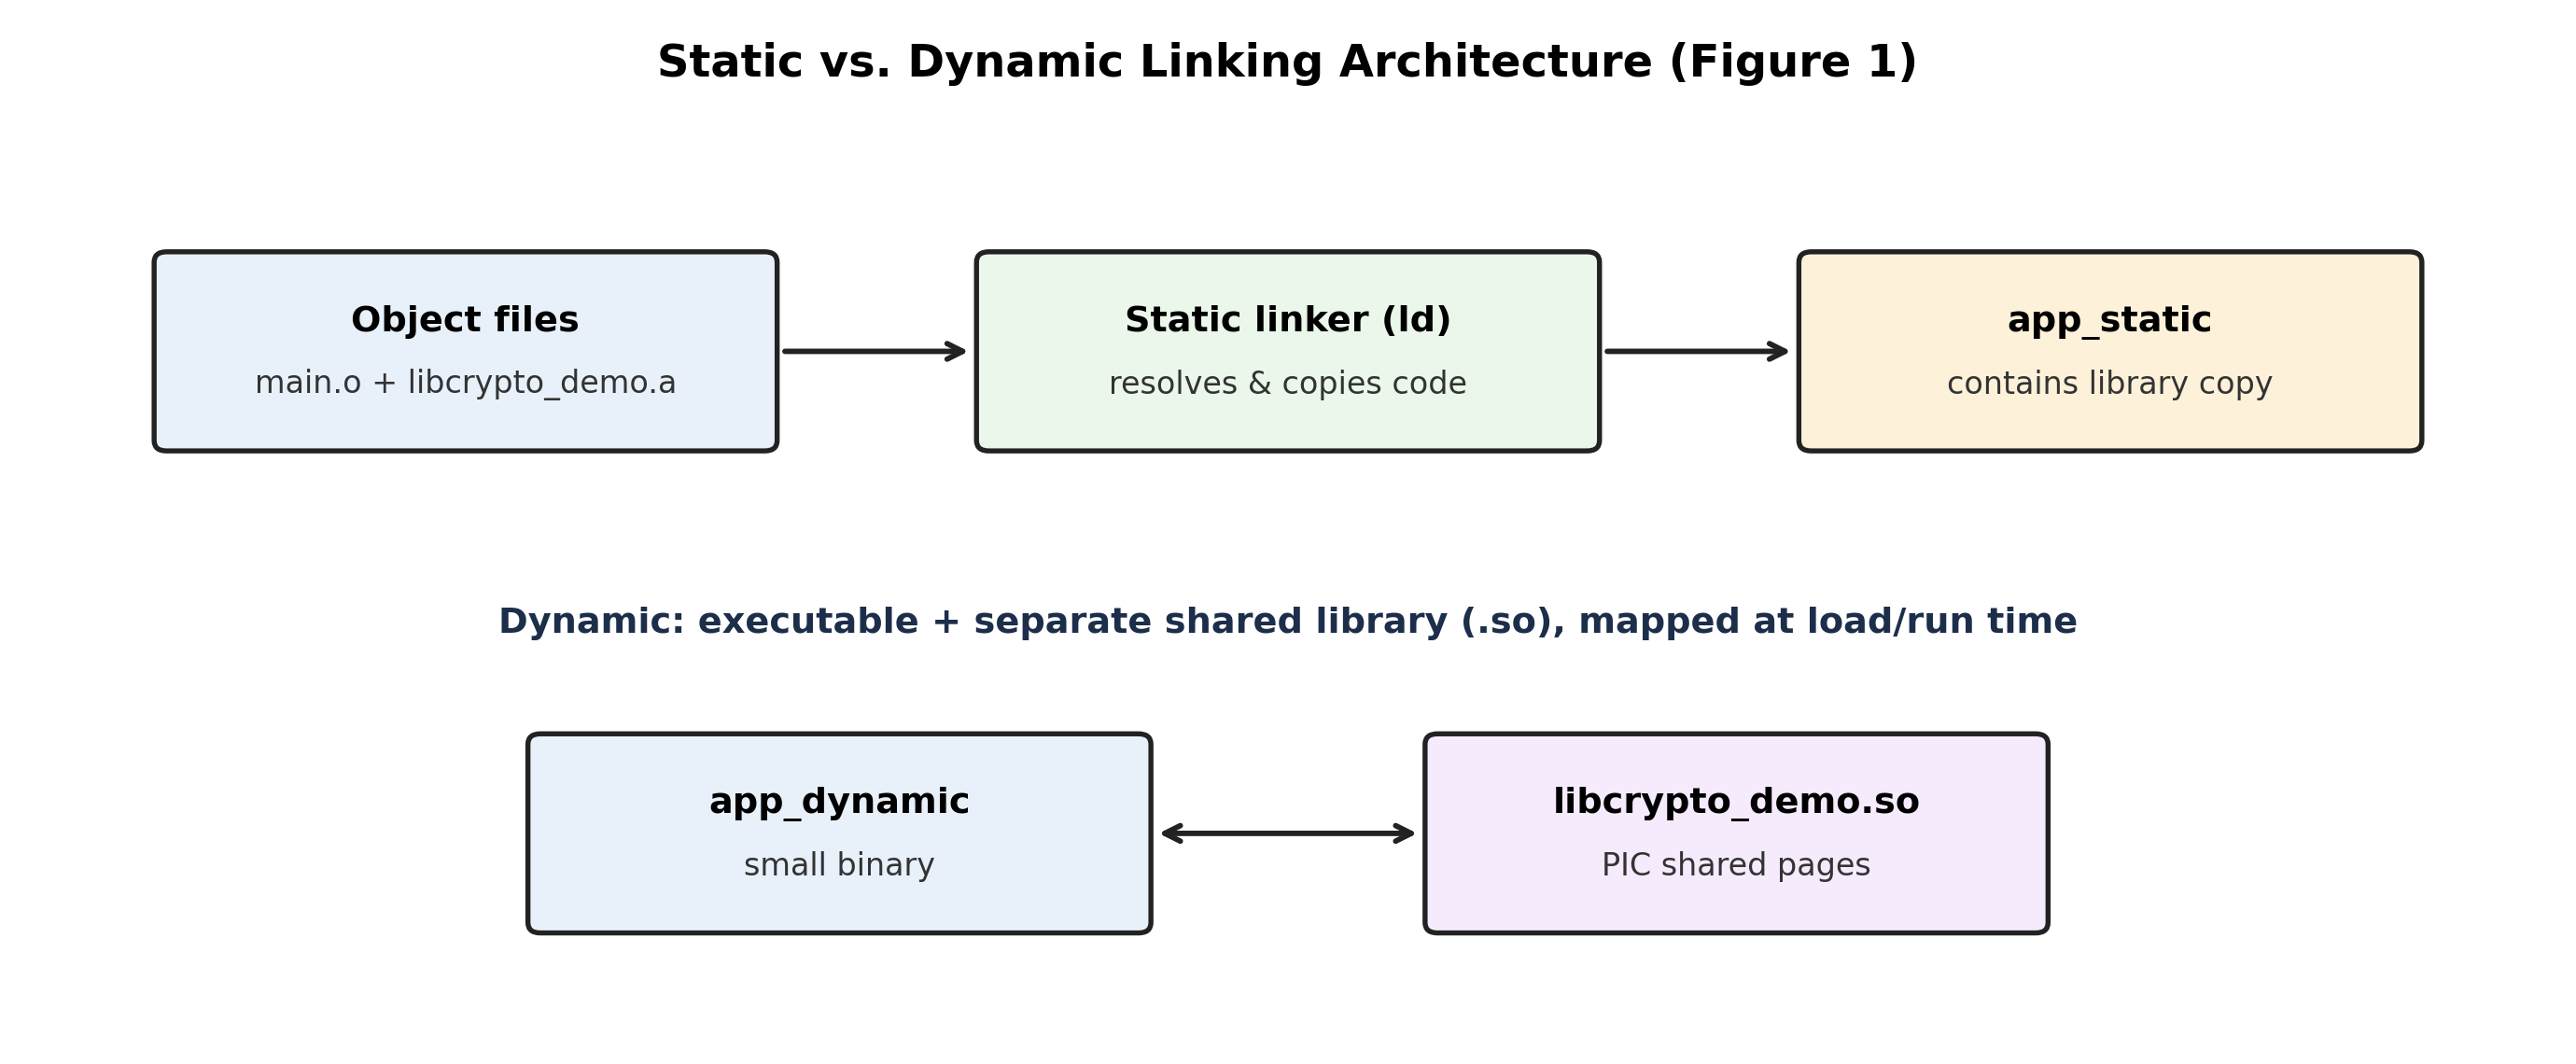 Static vs. Dynamic Linking Architecture (Figure 1)
Object files
main.o + libcrypto_demo.a
Static linker (ld)
resolves & copies code
app_static
contains library copy
Dynamic: executable + separate shared library (.so), mapped at load/run time
app_dynamic
small binary
libcrypto_demo.so
PIC shared pages